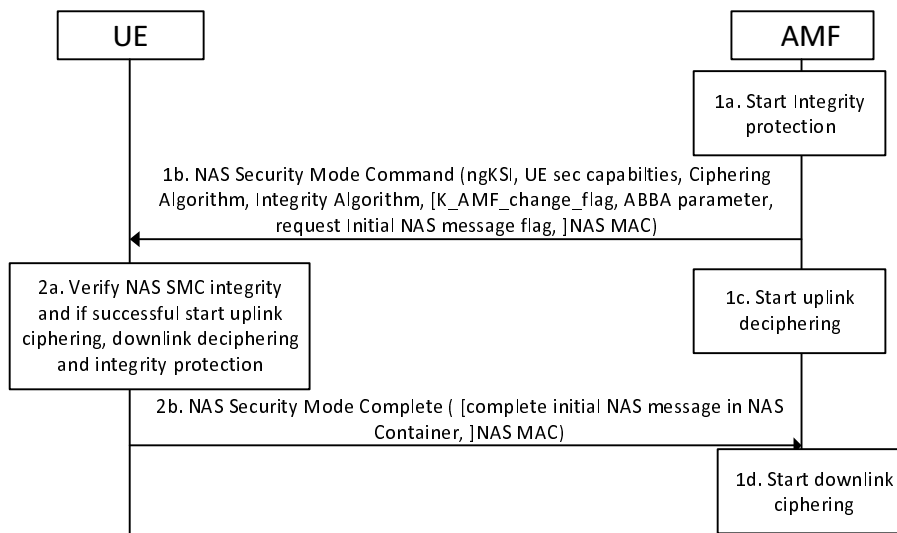 UE
AMF
1a. Start Integrity
protection
1b. NAS Security Mode Command (ngKSI, UE sec capabilties, Ciphering
Algorithm, Integrity Algorithm, [K_AMF_change_flag, ABBA parameter,
request Initial NAS message flag, ]NAS MAC)
2a. Verify NAS SMC integrity
and if successful start uplink
ciphering, downlink deciphering
and integrity protection
1c. Start uplink
deciphering
2b. NAS Security Mode Complete ( [complete initial NAS message in NAS
Container, ]NAS MAC)
1d. Start downlink
ciphering